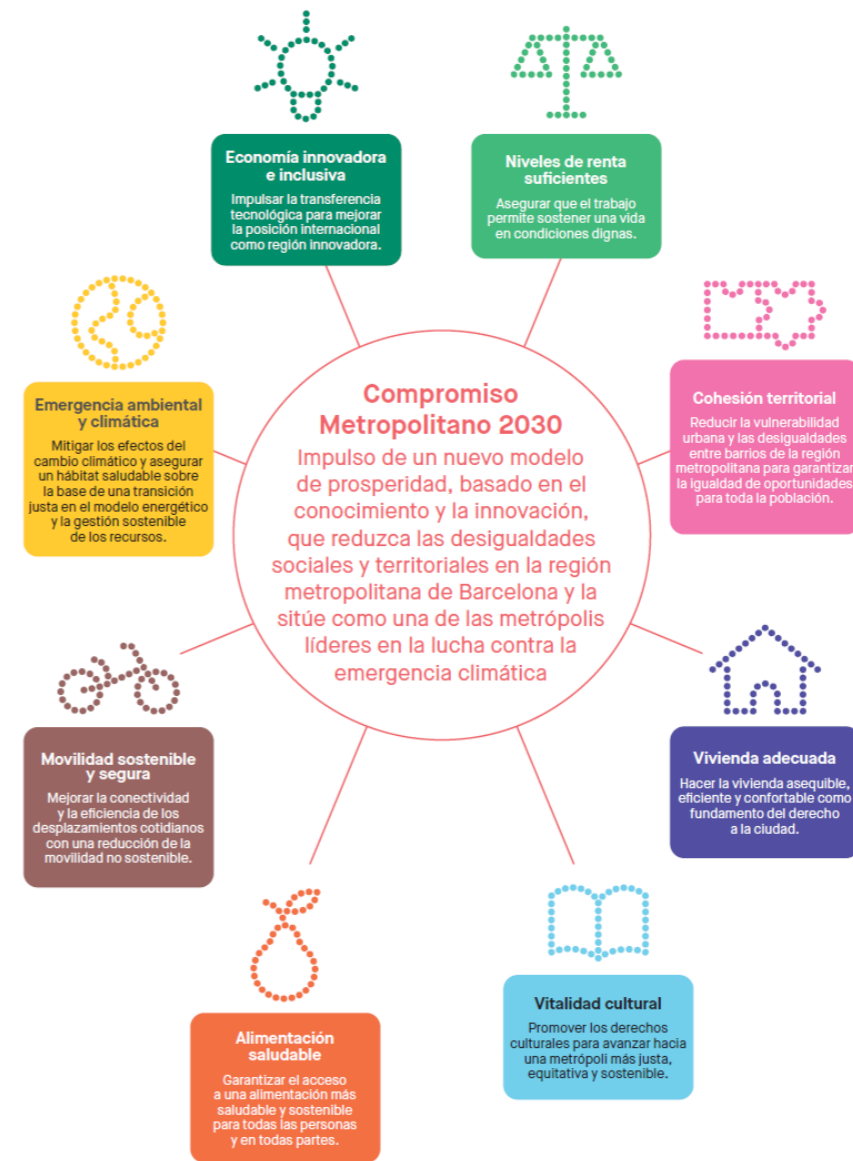 Economía innovadora
e inclusiva
Impulsar la transferencia
tecnológica para mejorar
la posición internacional
como región innovadora.
Niveles de renta
suficientes
Asegurar que el trabajo
permite sostener una vida
en condiciones dignas.
Emergencia ambiental
y climática
Mitigar los efectos del
cambio climático y asegurar
un hábitat saludable sobre
la base de una transición
justa en el modelo energético
y la gestión sostenible
de los recursos.
Compromiso
Metropolitano 2030
Impulso de un nuevo modelo
de prosperidad, basado en el
conocimiento y la innovación,
que reduzca las desigualdades
sociales y territoriales en la región
metropolitana de Barcelona y la
sitúe como una de las metrópolis
líderes en la lucha contra la
emergencia climática
Cohesión territorial
Reducir la vulnerabilidad
urbana y las desigualdades
entre barrios de la región
metropolitana para garantizar
la igualdad de oportunidades
para toda la población.
Movilidad sostenible
y segura
Mejorar la conectividad
y la eficiencia de los
desplazamientos cotidianos
con una reducción de la
movilidad no sostenible.
Vivienda adecuada
Hacer la vivienda asequible,
eficiente y confortable como
fundamento del derecho
a la ciudad.
Alimentación
saludable
Garantizar el acceso
a una alimentación más
saludable y sostenible
para todas las personas
y en todas partes.
Vitalidad cultural
Promover los derechos
culturales para avanzar hacia
una metrópoli más justa,
equitativa y sostenible.